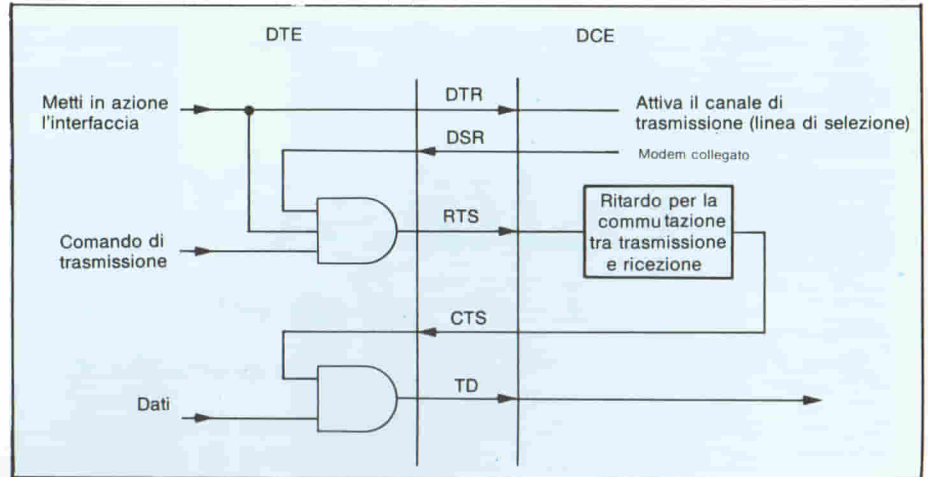 DTE
DCE
Metti in azione
l'interfaccia
DTR
Attiva il canale di
trasmissione (linea di selezione)
DSR
Modem collegato
Comando di
trasmissione
RTS
Ritardo per la
commutazione
tra trasmissione
e ricezione
CTS
Dati
TD